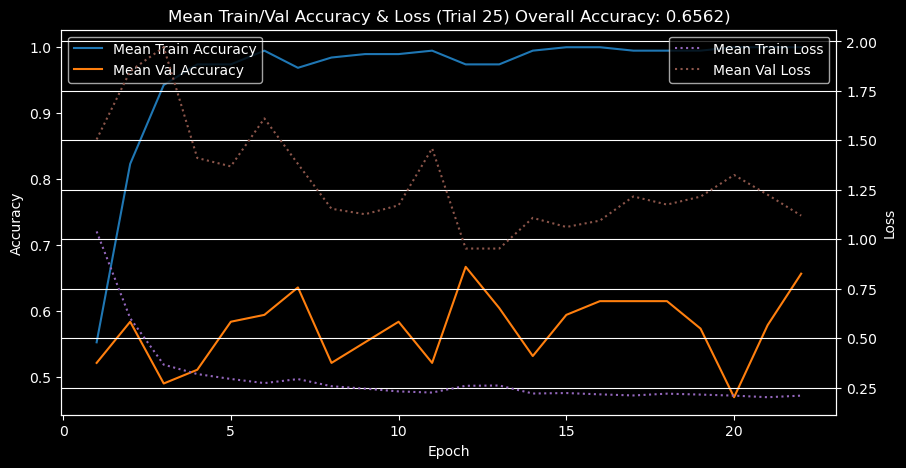 Mean Train/Val Accuracy & Loss (Trial 25) Overall Accuracy: 0.6562)
Mean Train Accuracy
Mean Val Accuracy
Mean Train Loss
Mean Val Loss
Accuracy
1.0
0.9
0.8
0.7
0.6
0.5
2.00
1.75
1.50
1.25
1.00
0.75
0.50
0.25
Loss
0
5
10
15
20
Epoch